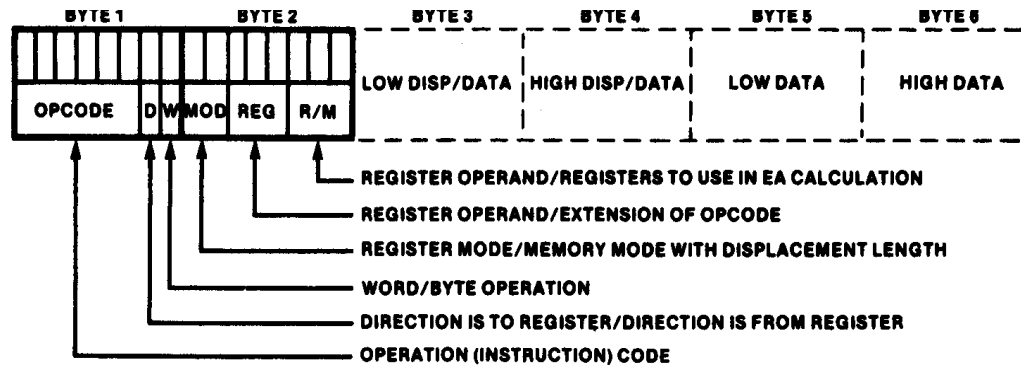 BYTE 1 BYTE 2 BYTE 3 BYTE 4 BYTE 5 BYTE 6
LOW DISP/DATA HIGH DISP/DATA LOW DATA HIGH DATA
OPCODE D W MOD REG R/M
REGISTER OPERAND/REGISTERS TO USE IN EA CALCULATION
REGISTER OPERAND/EXTENSION OF OPCODE
REGISTER MODE/MEMORY MODE WITH DISPLACEMENT LENGTH
WORD/BYTE OPERATION
DIRECTION IS TO REGISTER/DIRECTION IS FROM REGISTER
OPERATION (INSTRUCTION) CODE